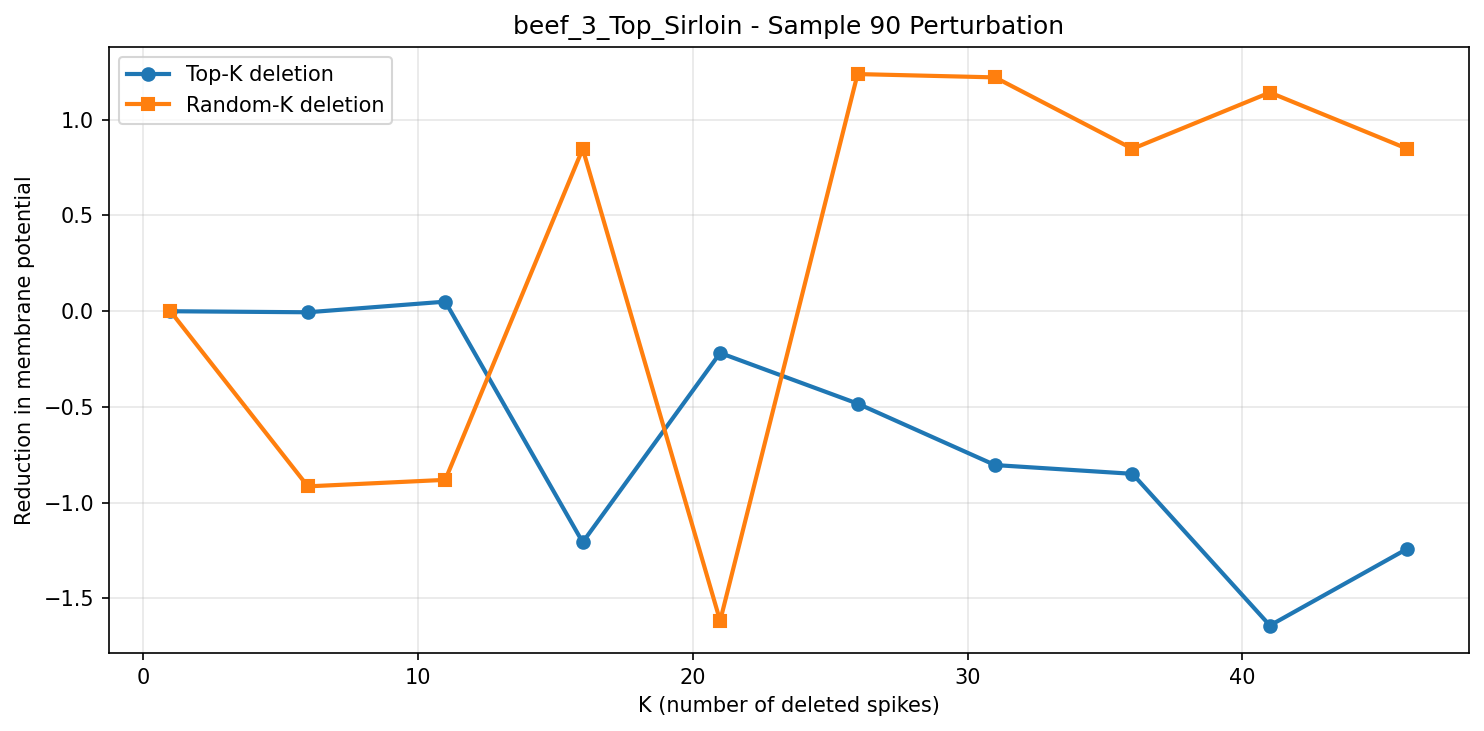 beef_3_Top_Sirloin - Sample 90 Perturbation
Top-K deletion
Random-K deletion
Reduction in membrane potential
1.0
0.5
0.0
−0.5
−1.0
−1.5
0
10
20
30
40
K (number of deleted spikes)